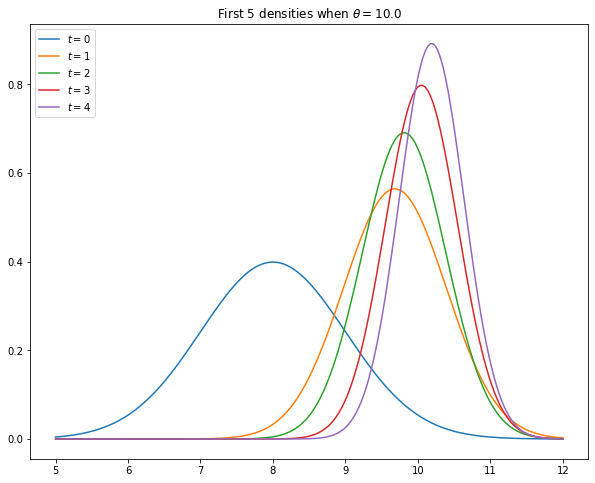 First 5 densities when θ = 10.0
t = 0
t = 1
t = 2
t = 3
t = 4
0.8
0.6
0.4
0.2
0.0
5 6 7 8 9 10 11 12